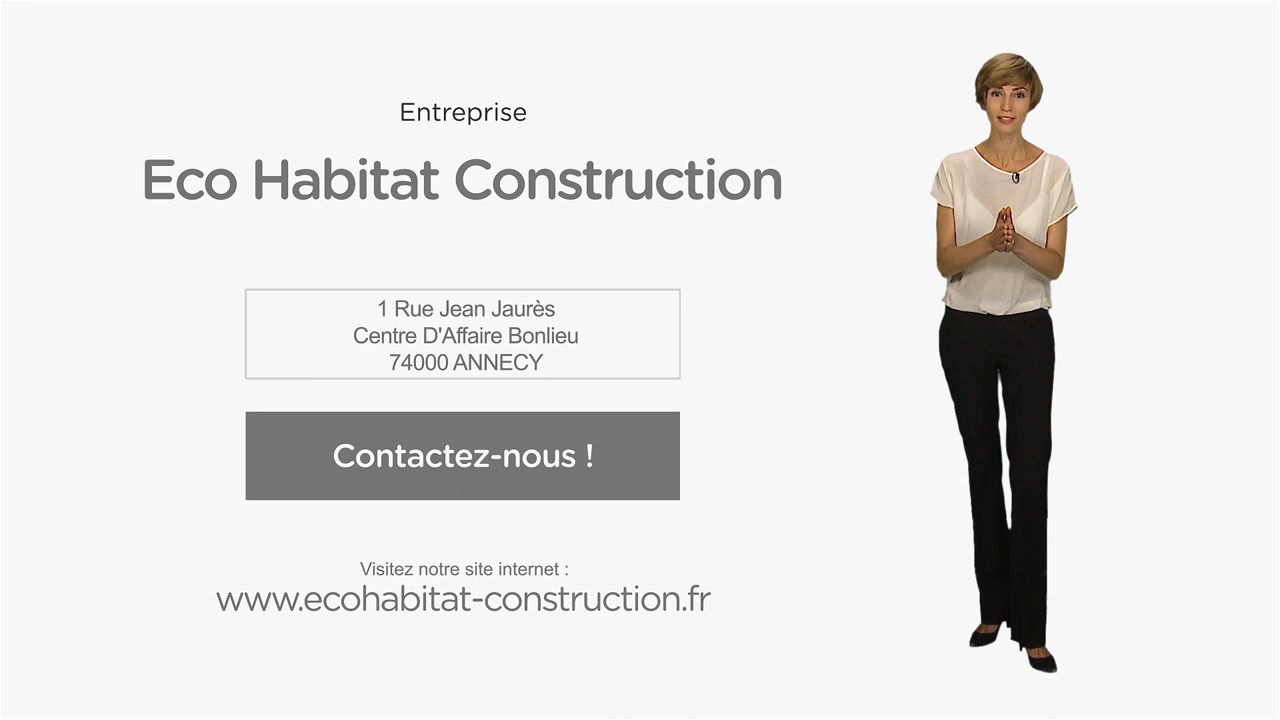 Entreprise
Eco Habitat Construction
1 Rue Jean Jaurès
Centre D'Affaire Bonlieu
74000 ANNECY
Contactez-nous !
Visitez notre site internet :
www.ecohabitat-construction.fr